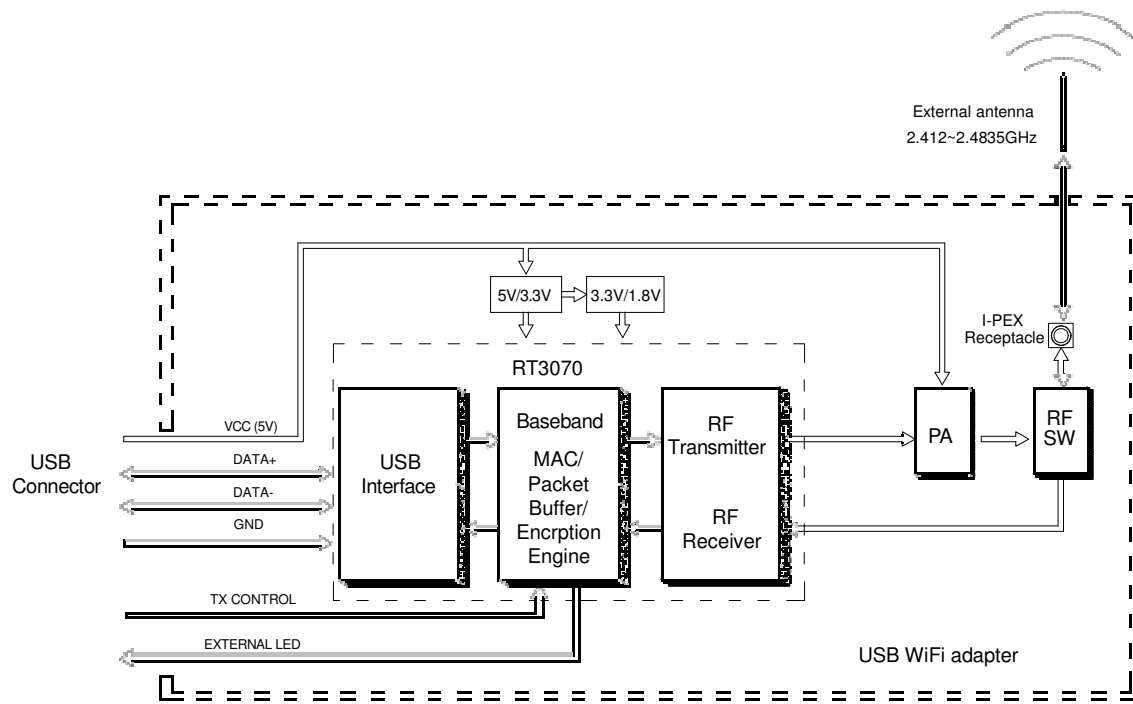 External antenna
2.412~2.4835GHz
5V/3.3V
3.3V/1.8V
I-PEX
Receptacle
RT3070
USB
Connector
VCC (5V)
DATA+
DATA-
GND
TX CONTROL
EXTERNAL LED
USB
Interface
Baseband
MAC/
Packet
Buffer/
Encrption
Engine
RF
Transmitter
RF
Receiver
PA
RF
SW
USB WiFi adapter